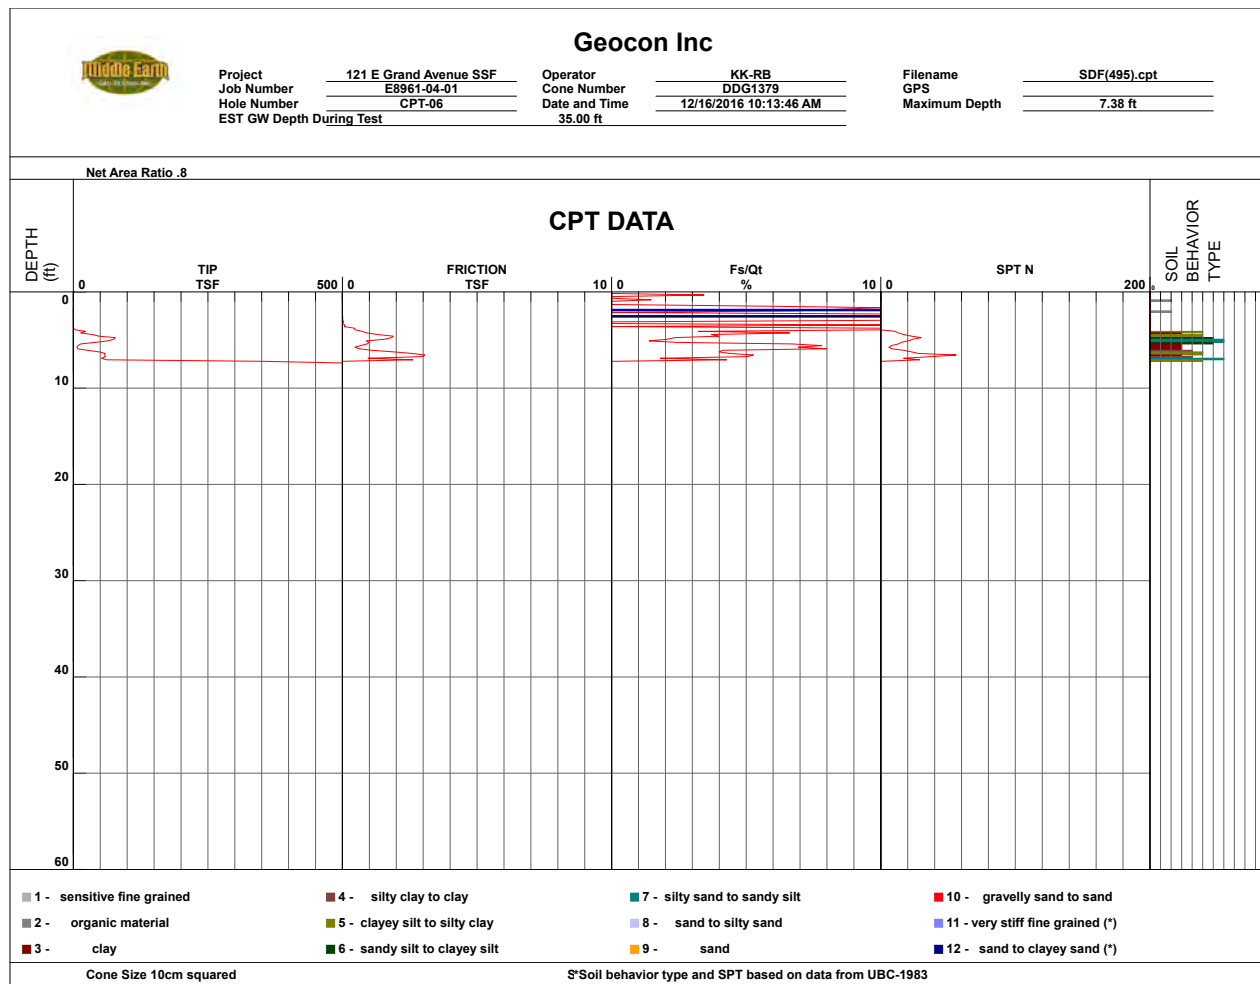 Geocon Inc
Middle Earth
GEO TESTING INC
Project 121 E Grand Avenue SSF Operator KK-RB Filename SDF(495).cpt
Job Number E8961-04-01 Cone Number DDG1379 GPS
Hole Number CPT-06 Date and Time 12/16/2016 10:13:46 AM Maximum Depth 7.38 ft
EST GW Depth During Test 35.00 ft
Net Area Ratio .8
CPT DATA
DEPTH
(ft)
SOIL
BEHAVIOR
TYPE
TIP FRICTION Fs/Qt SPT N
0 TSF 500 0 TSF 10 0 % 10 0 200 0
0
10
20
30
40
50
60
1 - sensitive fine grained 4 - silty clay to clay 7 - silty sand to sandy silt 10 - gravelly sand to sand
2 - organic material 5 - clayey silt to silty clay 8 - sand to silty sand 11 - very stiff fine grained (*)
3 - clay 6 - sandy silt to clayey silt 9 - sand 12 - sand to clayey sand (*)
Cone Size 10cm squared S*Soil behavior type and SPT based on data from UBC-1983